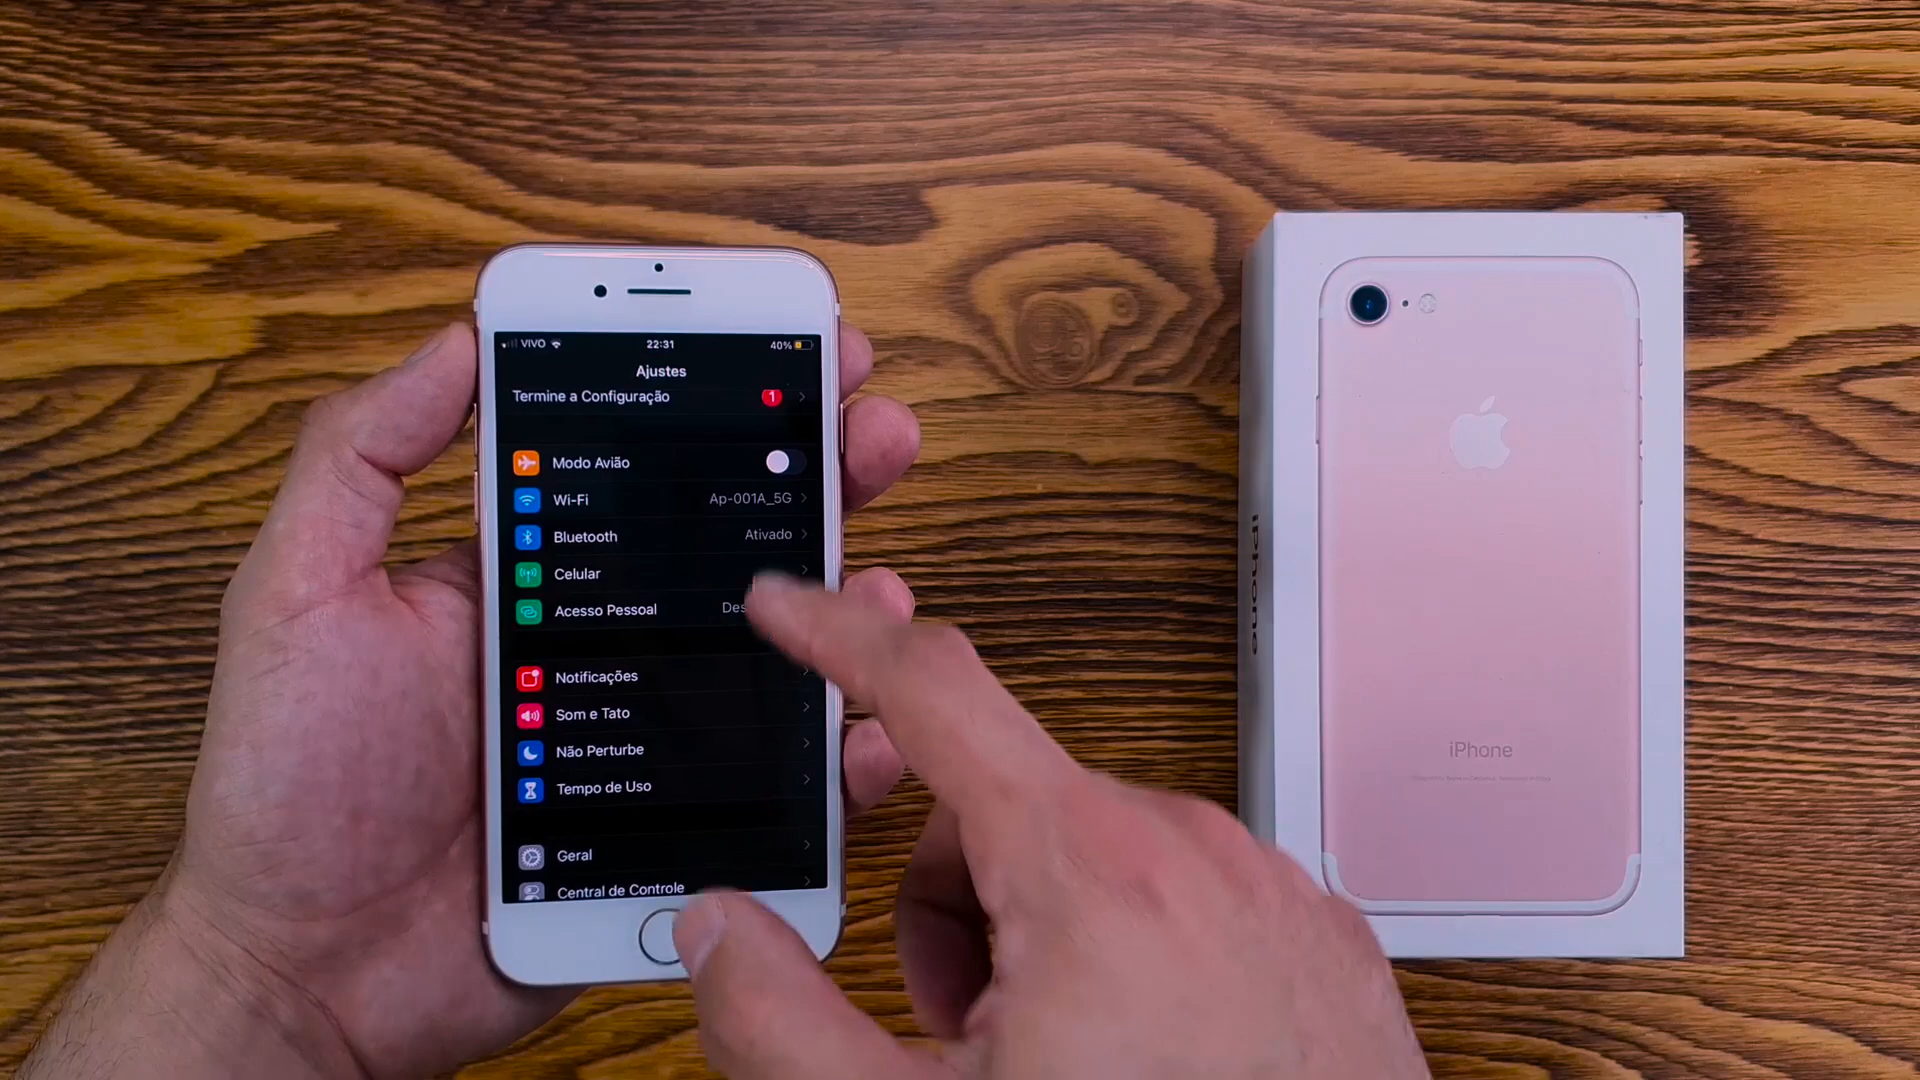 VIVO 22:31 40%
Ajustes
Termine a Configuração 1
Modo Avião
Wi-Fi Ap-001A_5G
Bluetooth Ativado
Celular
Acesso Pessoal Des
Notificações
Som e Tato
Não Perturbe
Tempo de Uso
Geral
Central de Controle
iPhone
iPhone